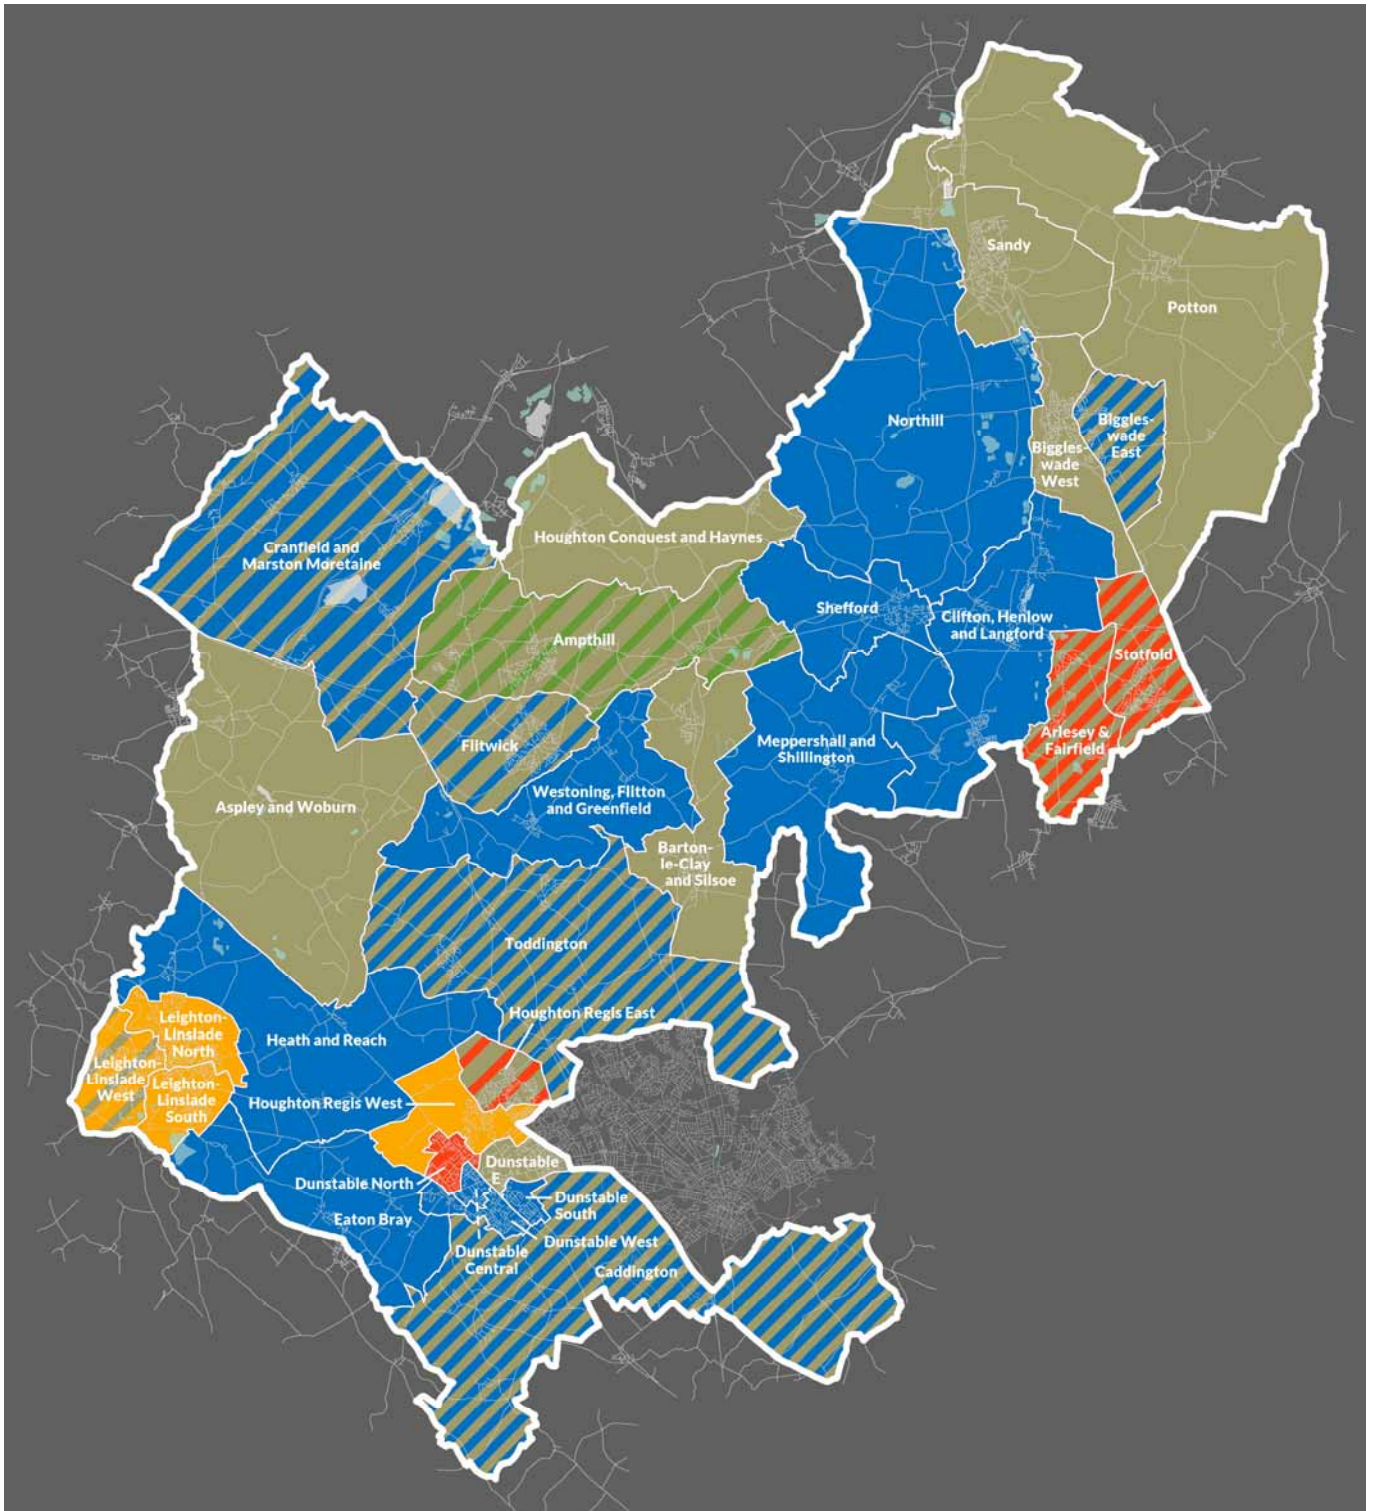 Sandy
Potton
Northill
Biggles-
wade
East
Biggles-
wade
West
Houghton Conquest and Haynes
Cranfield and
Marston Moretaine
Shefford
Clifton, Henlow
and Langford
Ampthill
Stotfold
Arlesey &
Fairfield
Flitwick
Meppershall and
Shillington
Westoning, Flitton
and Greenfield
Aspley and Woburn
Barton-
le-Clay
and Silsoe
Toddington
Houghton Regis East
Leighton-
Linslade
North
Heath and Reach
Leighton-
Linslade
West
Leighton-
Linslade
South
Houghton Regis West
Dunstable
E
Dunstable North
Dunstable
South
Eaton Bray
Dunstable West
Dunstable
Central
Caddington